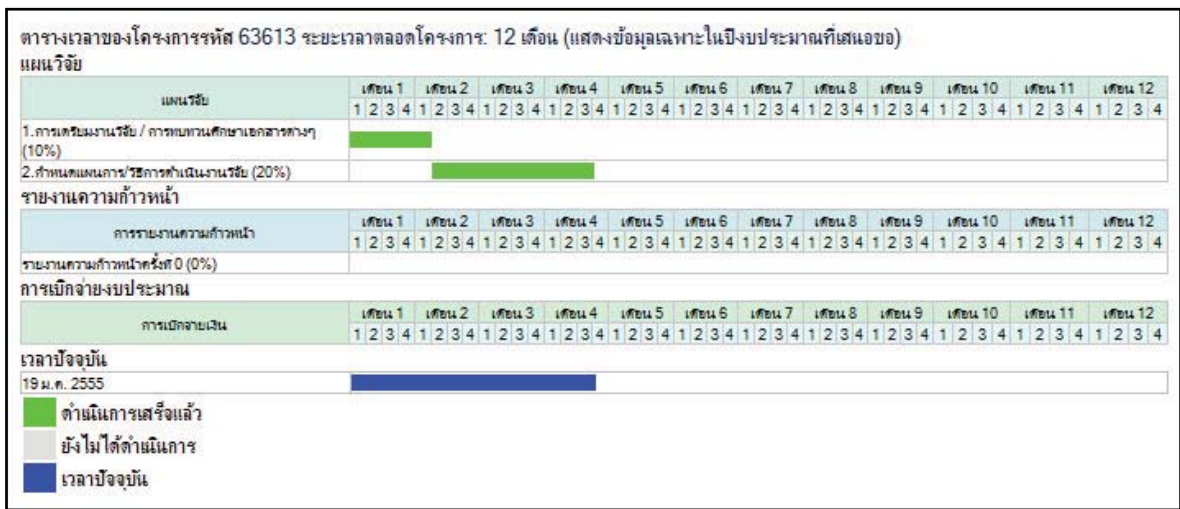 ตารางเวลาของโครงการรหัส 63613 ระยะเวลาตลอดโครงการ: 12 เดือน (แสดงข้อมูลเฉพาะในปีงบประมาณที่เสนอขอ)
แผนวิจัย
แผนวิจัย เดือน 1 เดือน 2 เดือน 3 เดือน 4 เดือน 5 เดือน 6 เดือน 7 เดือน 8 เดือน 9 เดือน 10 เดือน 11 เดือน 12
1 2 3 4 1 2 3 4 1 2 3 4 1 2 3 4 1 2 3 4 1 2 3 4 1 2 3 4 1 2 3 4 1 2 3 4 1 2 3 4 1 2 3 4 1 2 3 4
1.การเตรียมงานวิจัย / การทบทวนศึกษาเอกสารต่างๆ
(10%)
2.กำหนดแผนการ/วิธีการดำเนินงานวิจัย (20%)
รายงานความก้าวหน้า
การรายงานความก้าวหน้า เดือน 1 เดือน 2 เดือน 3 เดือน 4 เดือน 5 เดือน 6 เดือน 7 เดือน 8 เดือน 9 เดือน 10 เดือน 11 เดือน 12
1 2 3 4 1 2 3 4 1 2 3 4 1 2 3 4 1 2 3 4 1 2 3 4 1 2 3 4 1 2 3 4 1 2 3 4 1 2 3 4 1 2 3 4 1 2 3 4
รายงานความก้าวหน้าครั้งที่ 0 (0%)
การเบิกจ่ายงบประมาณ
การเบิกจ่ายเงิน เดือน 1 เดือน 2 เดือน 3 เดือน 4 เดือน 5 เดือน 6 เดือน 7 เดือน 8 เดือน 9 เดือน 10 เดือน 11 เดือน 12
1 2 3 4 1 2 3 4 1 2 3 4 1 2 3 4 1 2 3 4 1 2 3 4 1 2 3 4 1 2 3 4 1 2 3 4 1 2 3 4 1 2 3 4 1 2 3 4
เวลาปัจจุบัน
19 ม.ค. 2555
ดำเนินการเสร็จแล้ว
ยังไม่ได้ดำเนินการ
เวลาปัจจุบัน